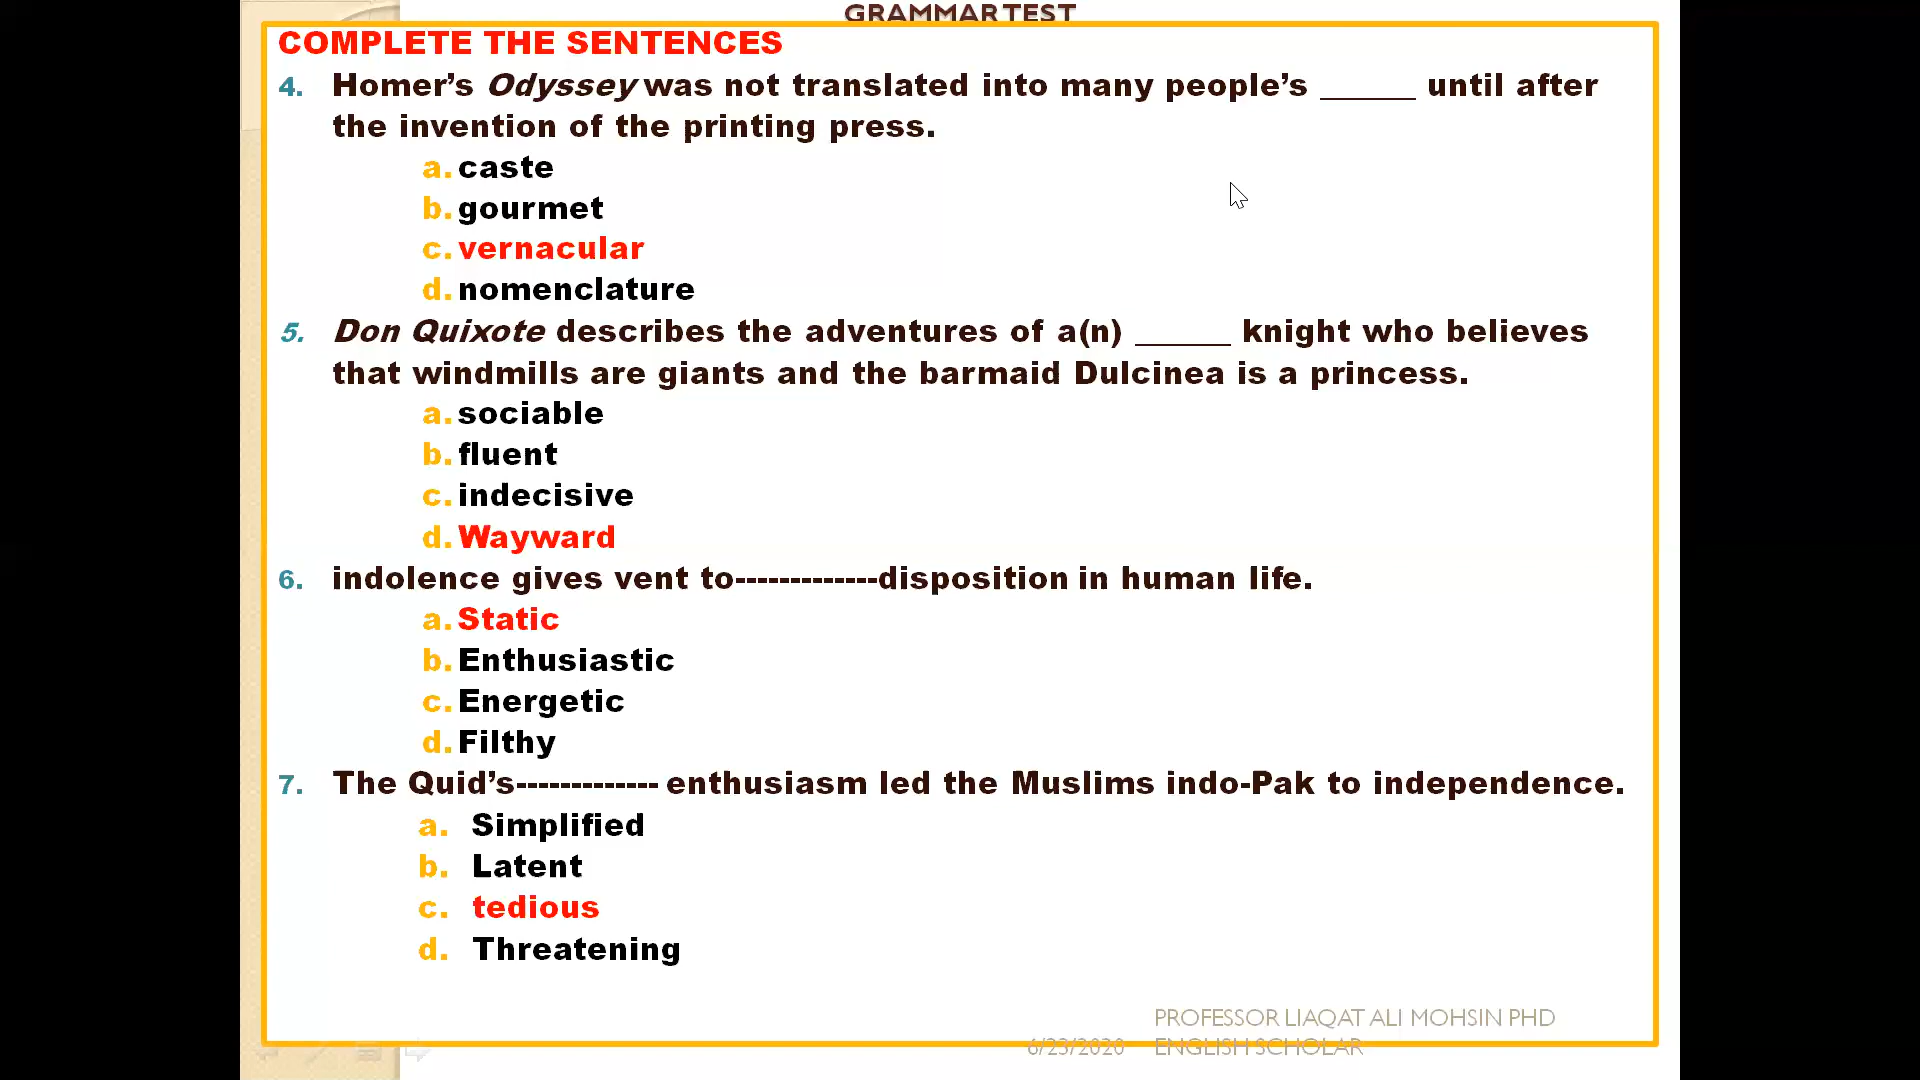 GRAMMAR TEST
COMPLETE THE SENTENCES
4. Homer’s Odyssey was not translated into many people’s ______ until after
the invention of the printing press.
a. caste
b. gourmet
c. vernacular
d. nomenclature
5. Don Quixote describes the adventures of a(n) ______ knight who believes
that windmills are giants and the barmaid Dulcinea is a princess.
a. sociable
b. fluent
c. indecisive
d. Wayward
6. indolence gives vent to-------------disposition in human life.
a. Static
b. Enthusiastic
c. Energetic
d. Filthy
7. The Quid’s------------- enthusiasm led the Muslims indo-Pak to independence.
a. Simplified
b. Latent
c. tedious
d. Threatening
PROFESSOR LIAQAT ALI MOHSIN PHD
6/23/2020 ENGLISH SCHOLAR